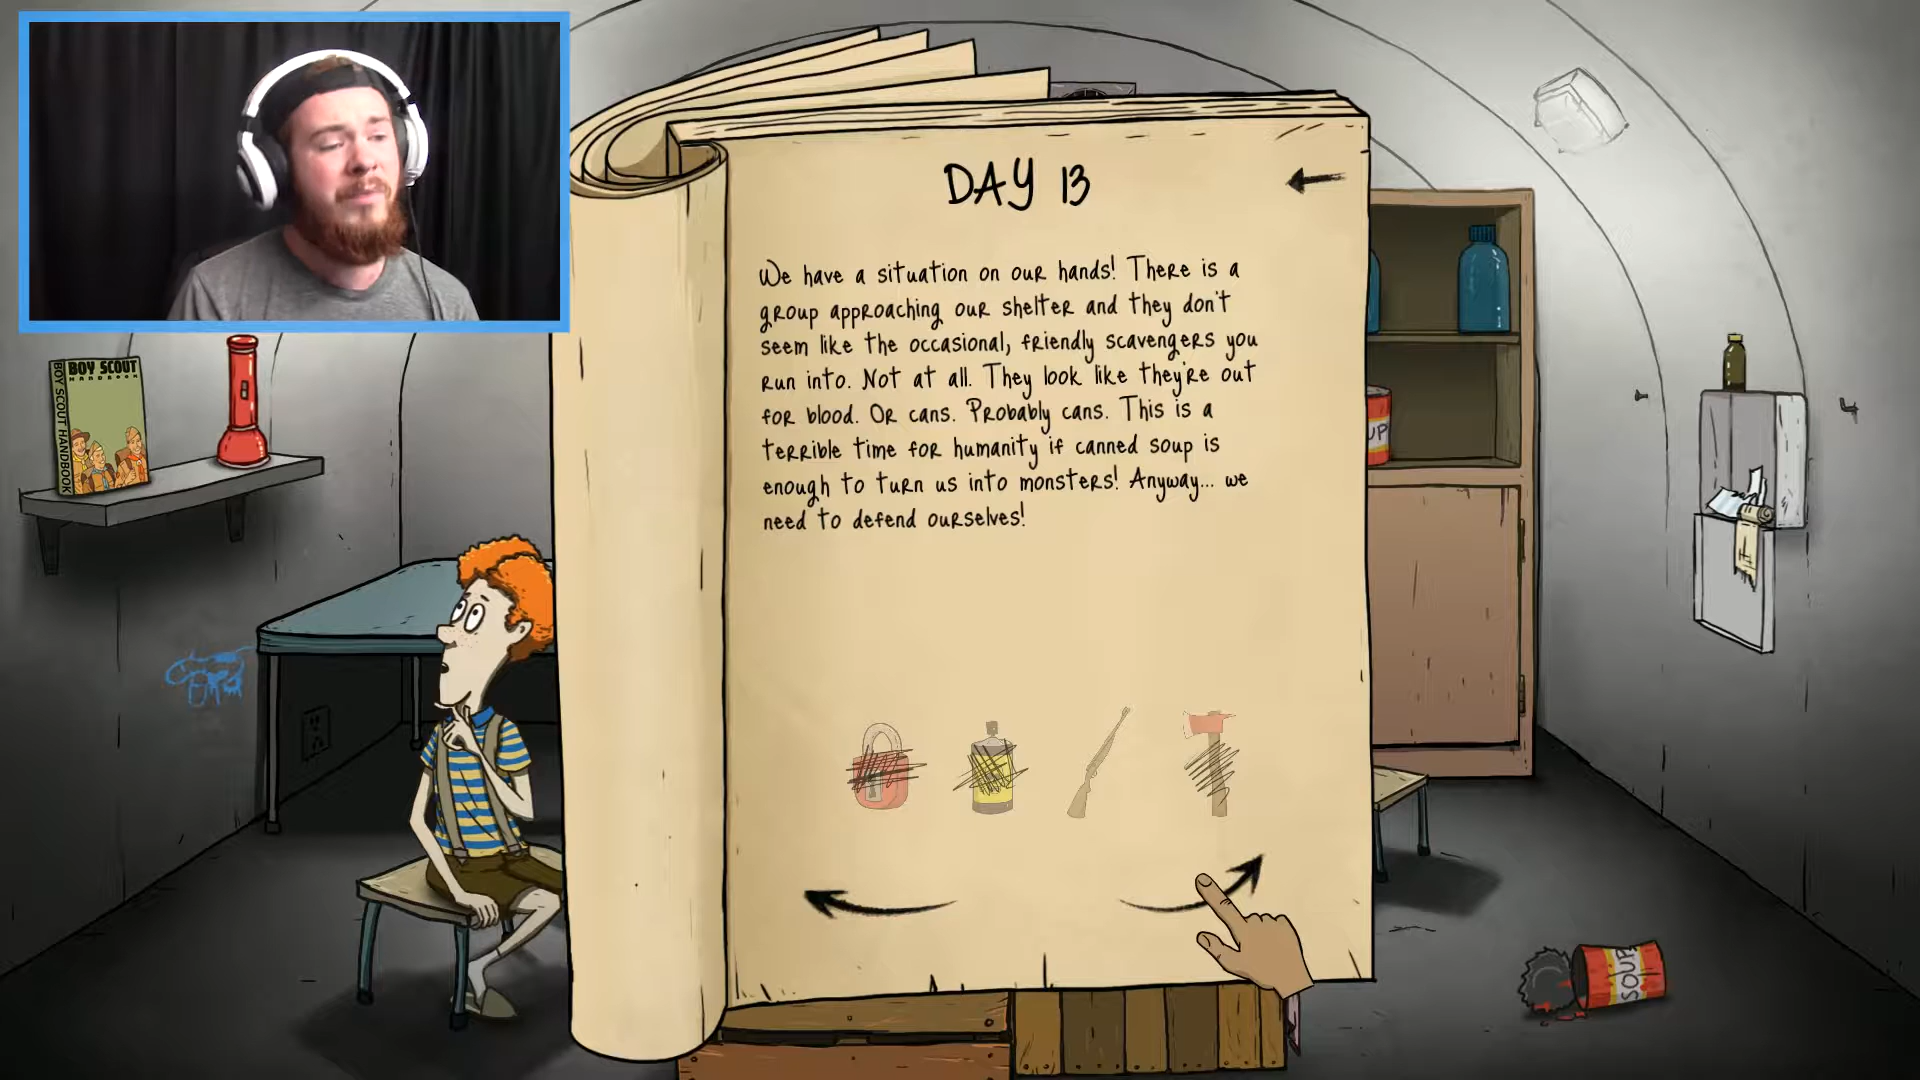 DAY 13
We have a situation on our hands! There is a
group approaching our shelter and they don't
seem like the occasional, friendly scavengers you
run into. Not at all. They look like they're out
for blood. Or cans. Probably cans. This is a
terrible time for humanity if canned soup is
enough to turn us into monsters! Anyway... we
need to defend ourselves!
BOY SCOUT
HANDBOOK
BOY SCOUT HANDBOOK
UP
SOUP